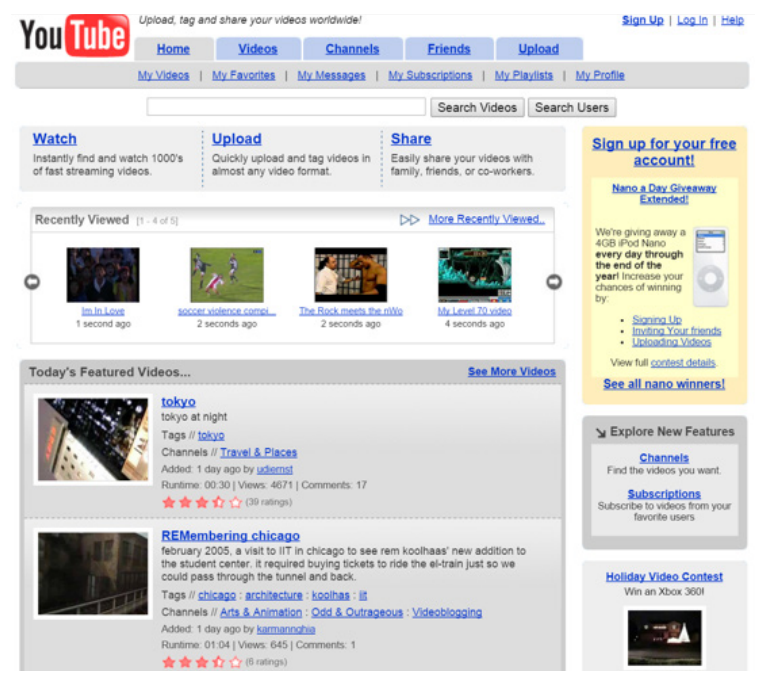 You Tube
Upload, tag and share your videos worldwide!
Sign Up | Log In | Help
Home Videos Channels Friends Upload
My Videos | My Favorites | My Messages | My Subscriptions | My Playlists | My Profile
Search Videos Search Users
Watch
Instantly find and watch 1000's
of fast streaming videos.
Upload
Quickly upload and tag videos in
almost any video format.
Share
Easily share your videos with
family, friends, or co-workers.
Recently Viewed [1 - 4 of 5]
More Recently Viewed..
Im In Love
1 second ago
soccer violence compi...
2 seconds ago
The Rock meets the nWo
2 seconds ago
My Level 70 video
4 seconds ago
Today's Featured Videos...
See More Videos
tokyo
tokyo at night
Tags // tokyo
Channels // Travel & Places
Added: 1 day ago by udiernst
Runtime: 00:30 | Views: 4671 | Comments: 17
(39 ratings)
REMembering chicago
february 2005, a visit to IIT in chicago to see rem koolhaas' new addition to
the student center. it required buying tickets to ride the el-train just so we
could pass through the tunnel and back.
Tags // chicago : architecture : koolhas : iit
Channels // Arts & Animation : Odd & Outrageous : Videoblogging
Added: 1 day ago by karmannghia
Runtime: 01:04 | Views: 645 | Comments: 1
(6 ratings)
Sign up for your free
account!
Nano a Day Giveaway
Extended!
We're giving away a
4GB iPod Nano
every day through
the end of the
year! Increase your
chances of winning
by:
Signing Up
Inviting Your friends
Uploading Videos
View full contest details.
See all nano winners!
Explore New Features
Channels
Find the videos you want.
Subscriptions
Subscribe to videos from your
favorite users
Holiday Video Contest
Win an Xbox 360!